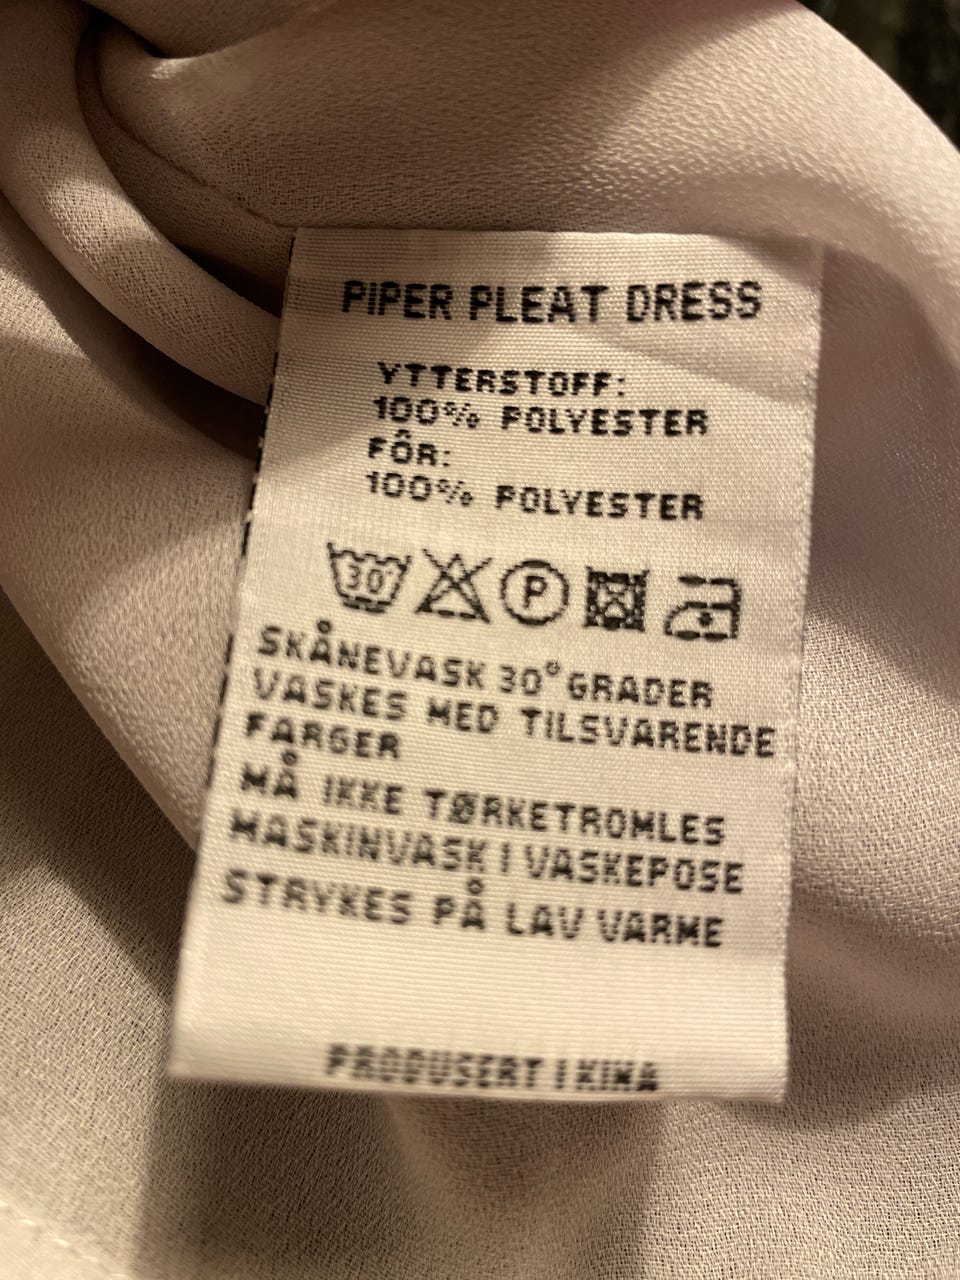 PIPER PLEAT DRESS
YTTERSTOFF:
100% POLYESTER
FÔR:
100% POLYESTER
30° P
SKÅNEVASK 30° GRADER
VASKES MED TILSVARENDE
FARGER
MÅ IKKE TØRKETROMLES
MASKINVASK I VASKEPOSE
STRYKES PÅ LAV VARME
PRODUSERT I KINA